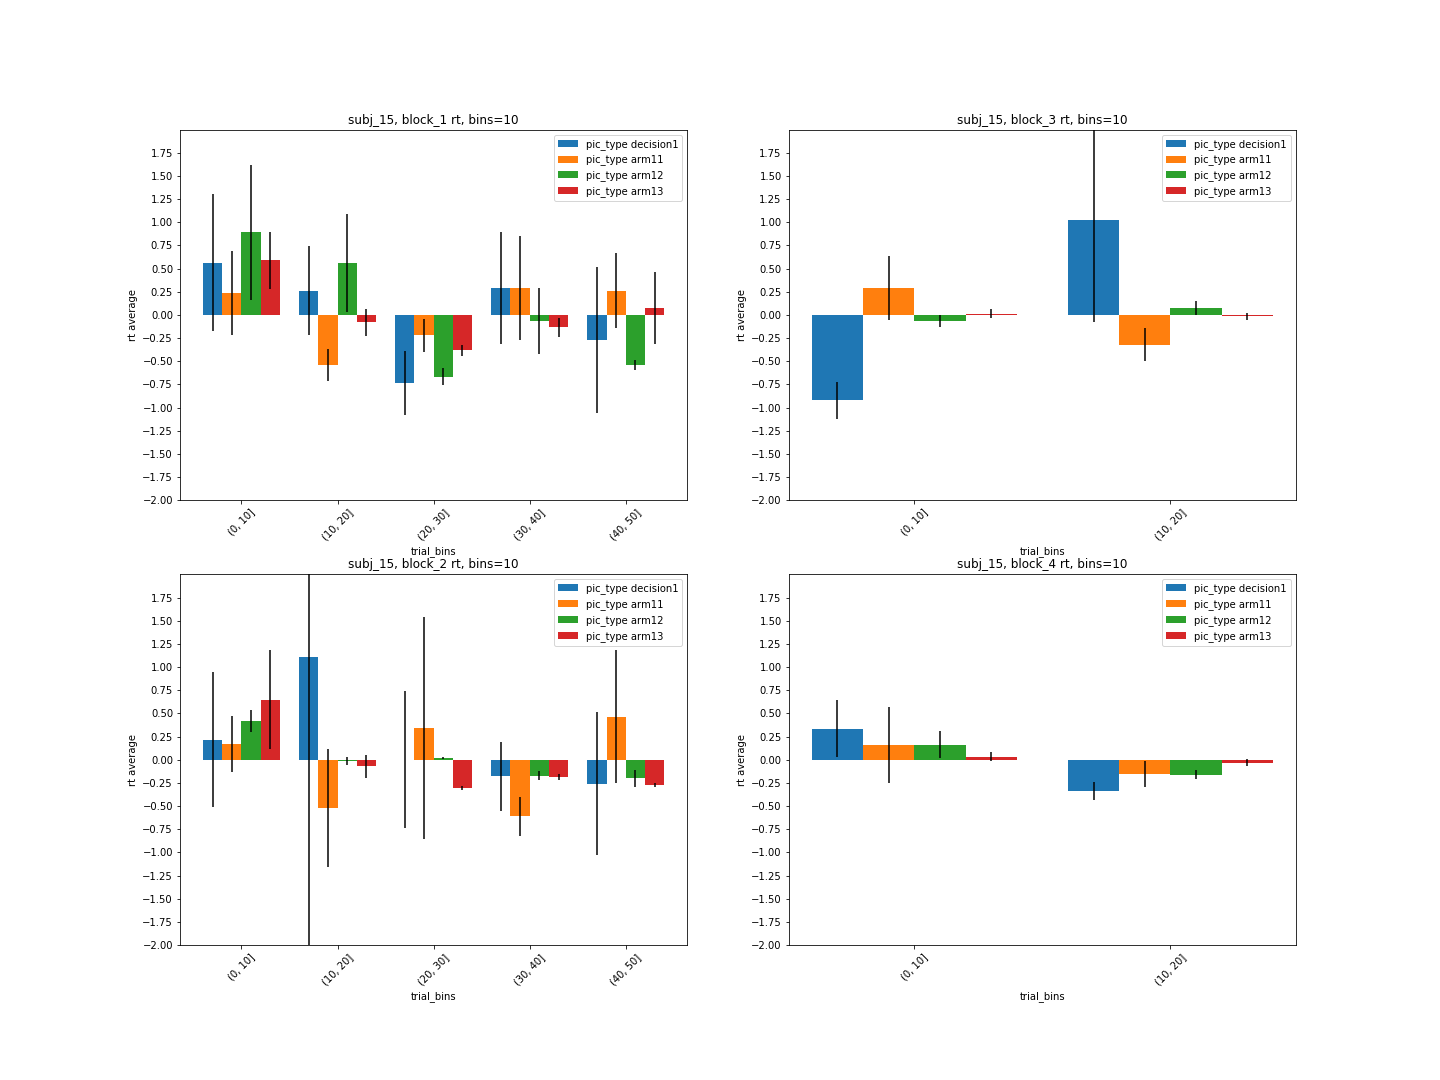 subj_15, block_1 rt, bins=10
pic_type decision1
pic_type arm11
pic_type arm12
pic_type arm13
1.75
1.50
1.25
1.00
0.75
0.50
0.25
0.00
−0.25
−0.50
−0.75
−1.00
−1.25
−1.50
−1.75
−2.00
rt average
(0, 10]
(10, 20]
(20, 30]
(30, 40]
(40, 50]
trial_bins
subj_15, block_3 rt, bins=10
pic_type decision1
pic_type arm11
pic_type arm12
pic_type arm13
1.75
1.50
1.25
1.00
0.75
0.50
0.25
0.00
−0.25
−0.50
−0.75
−1.00
−1.25
−1.50
−1.75
−2.00
rt average
(0, 10]
(10, 20]
trial_bins
subj_15, block_2 rt, bins=10
pic_type decision1
pic_type arm11
pic_type arm12
pic_type arm13
1.75
1.50
1.25
1.00
0.75
0.50
0.25
0.00
−0.25
−0.50
−0.75
−1.00
−1.25
−1.50
−1.75
−2.00
rt average
(0, 10]
(10, 20]
(20, 30]
(30, 40]
(40, 50]
trial_bins
subj_15, block_4 rt, bins=10
pic_type decision1
pic_type arm11
pic_type arm12
pic_type arm13
1.75
1.50
1.25
1.00
0.75
0.50
0.25
0.00
−0.25
−0.50
−0.75
−1.00
−1.25
−1.50
−1.75
−2.00
rt average
(0, 10]
(10, 20]
trial_bins